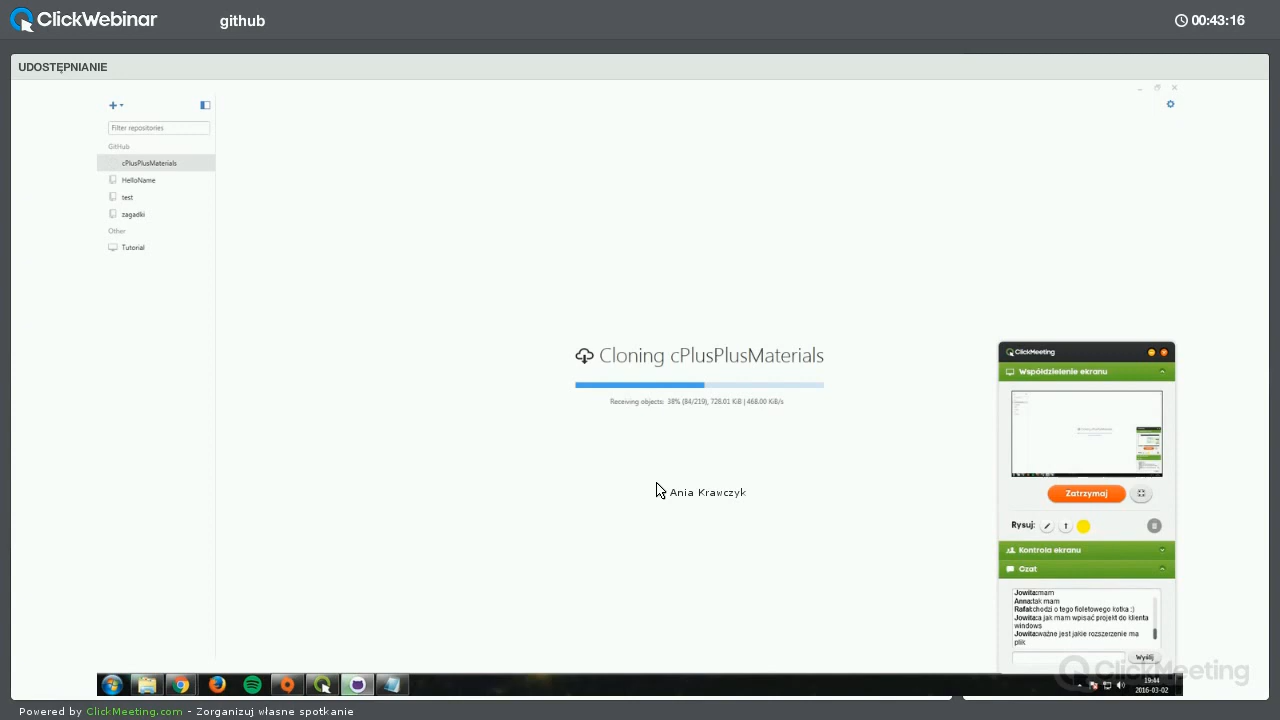 ClickWebinar
github
00:43:16
UDOSTĘPNIANIE
Filter repositories
GitHub
cPlusPlusMaterials
HelloName
test
zagadki
Other
Tutorial
Cloning cPlusPlusMaterials
Receiving objects: 38% (84/219), 728.01 KiB | 468.00 KiB/s
Ania Krawczyk
ClickMeeting
Współdzielenie ekranu
Zatrzymaj
Rysuj:
Kontrola ekranu
Czat
Jowita:mam
Anna:tak mam
Rafał:chodzi o tego fioletowego kotka :)
Jowita:a jak mam wpisać projekt do klienta
windows
Jowita:ważne jest jakie rozszerzenie ma
plik
Wyślij
ClickMeeting
19:44
2016-03-02
Powered by ClickMeeting.com - Zorganizuj własne spotkanie